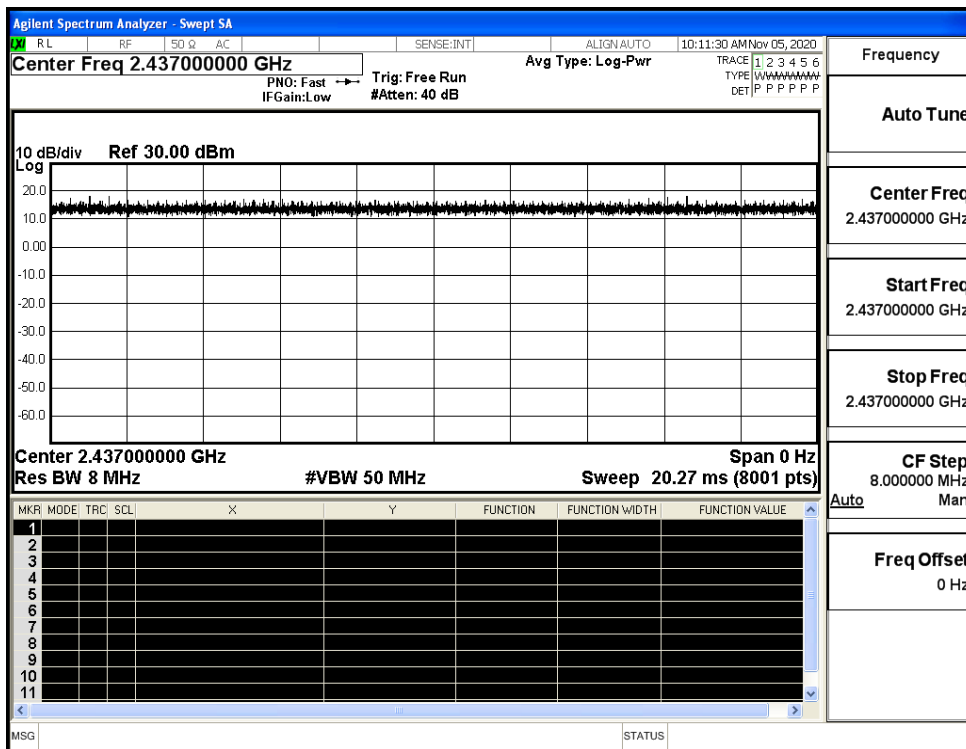 Agilent Spectrum Analyzer - Swept SA
LXI RL RF 50 Ω AC SENSE:INT ALIGN AUTO 10:11:30 AM Nov 05, 2020
Center Freq 2.437000000 GHz
Avg Type: Log-Pwr
TRACE 1 2 3 4 5 6
PNO: Fast
Trig: Free Run
TYPE WWWWWW
IFGain:Low
#Atten: 40 dB
DET P P P P P P
10 dB/div Ref 30.00 dBm
Log
20.0
10.0
0.00
-10.0
-20.0
-30.0
-40.0
-50.0
-60.0
Center 2.437000000 GHz Span 0 Hz
Res BW 8 MHz #VBW 50 MHz Sweep 20.27 ms (8001 pts)
MKR MODE TRC SCL X Y FUNCTION FUNCTION WIDTH FUNCTION VALUE
1
2
3
4
5
6
7
8
9
10
11
MSG STATUS
Frequency
Auto Tune
Center Freq
2.437000000 GHz
Start Freq
2.437000000 GHz
Stop Freq
2.437000000 GHz
CF Step
8.000000 MHz
Auto Man
Freq Offset
0 Hz